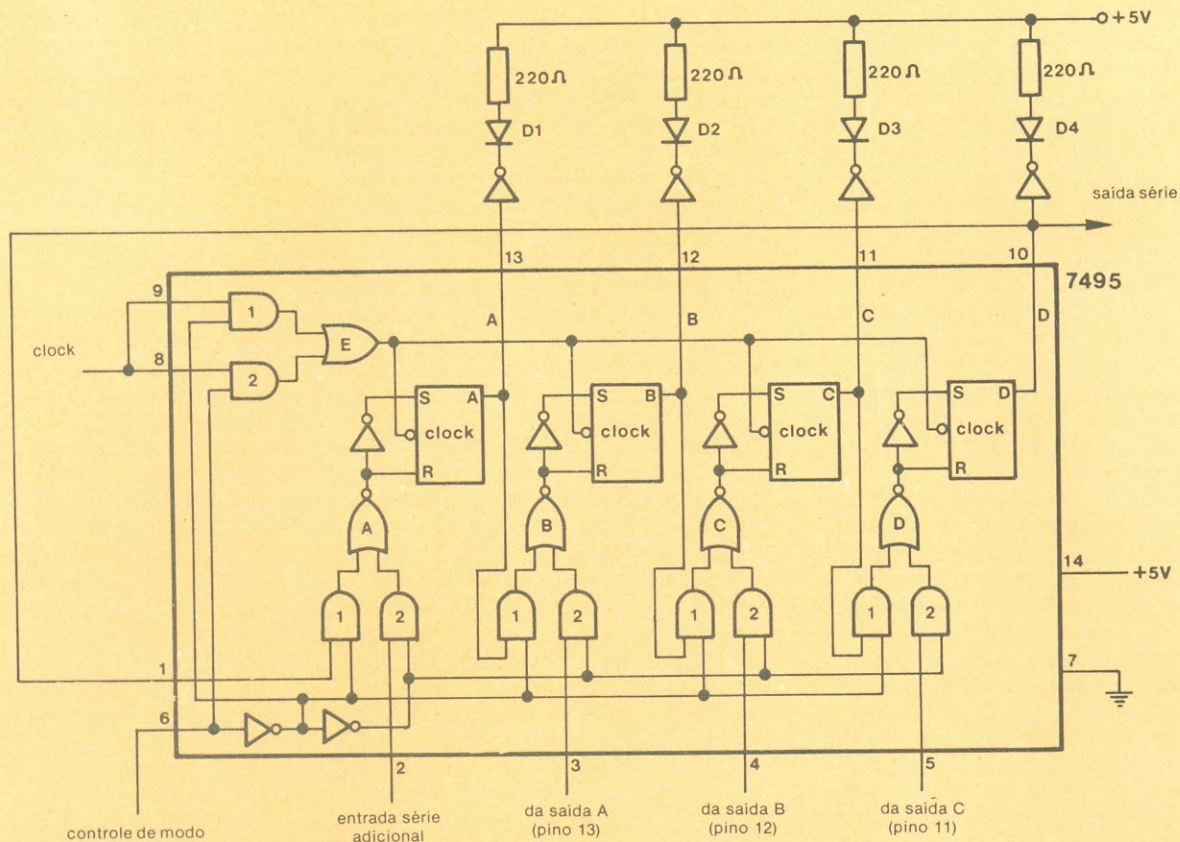 +5V
220Ω 220Ω 220Ω 220Ω
D1 D2 D3 D4
saída série
13 12 11 10
7495
9 1 A B C D
clock 8 E
2
S A S B S C S D
clock clock clock clock
R R R R
A B C D
14 +5V
1 2 1 2 1 2 1 2
1 7
6
2 3 4 5
controle de modo
entrada série
adicional
da saida A
(pino 13)
da saída B
(pino 12)
da saída C
(pino 11)